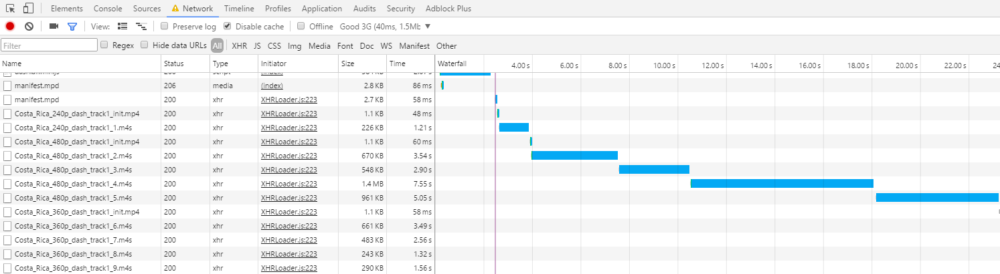 Elements Console Sources Network Timeline Profiles Application Audits Security Adblock Plus
View: Preserve log Disable cache Offline Good 3G (40ms, 1.5Mb
Filter Regex Hide data URLs All XHR JS CSS Img Media Font Doc WS Manifest Other
Name Status Type Initiator Size Time Waterfall 4.00 s 6.00 s 8.00 s 10.00 s 12.00 s 14.00 s 16.00 s 18.00 s 20.00 s 22.00 s 24
200 script (index)
manifest.mpd 206 media (index) 2.8 KB 86 ms
manifest.mpd 200 xhr XHRLoader.js:223 2.7 KB 58 ms
Costa_Rica_240p_dash_track1_init.mp4 200 xhr XHRLoader.js:223 1.1 KB 48 ms
Costa_Rica_240p_dash_track1_1.m4s 200 xhr XHRLoader.js:223 226 KB 1.21 s
Costa_Rica_480p_dash_track1_init.mp4 200 xhr XHRLoader.js:223 1.1 KB 60 ms
Costa_Rica_480p_dash_track1_2.m4s 200 xhr XHRLoader.js:223 670 KB 3.54 s
Costa_Rica_480p_dash_track1_3.m4s 200 xhr XHRLoader.js:223 548 KB 2.90 s
Costa_Rica_480p_dash_track1_4.m4s 200 xhr XHRLoader.js:223 1.4 MB 7.55 s
Costa_Rica_480p_dash_track1_5.m4s 200 xhr XHRLoader.js:223 961 KB 5.05 s
Costa_Rica_360p_dash_track1_init.mp4 200 xhr XHRLoader.js:223 1.1 KB 58 ms
Costa_Rica_360p_dash_track1_6.m4s 200 xhr XHRLoader.js:223 661 KB 3.49 s
Costa_Rica_360p_dash_track1_7.m4s 200 xhr XHRLoader.js:223 483 KB 2.56 s
Costa_Rica_360p_dash_track1_8.m4s 200 xhr XHRLoader.js:223 243 KB 1.32 s
Costa_Rica_360p_dash_track1_9.m4s 200 xhr XHRLoader.js:223 290 KB 1.56 s